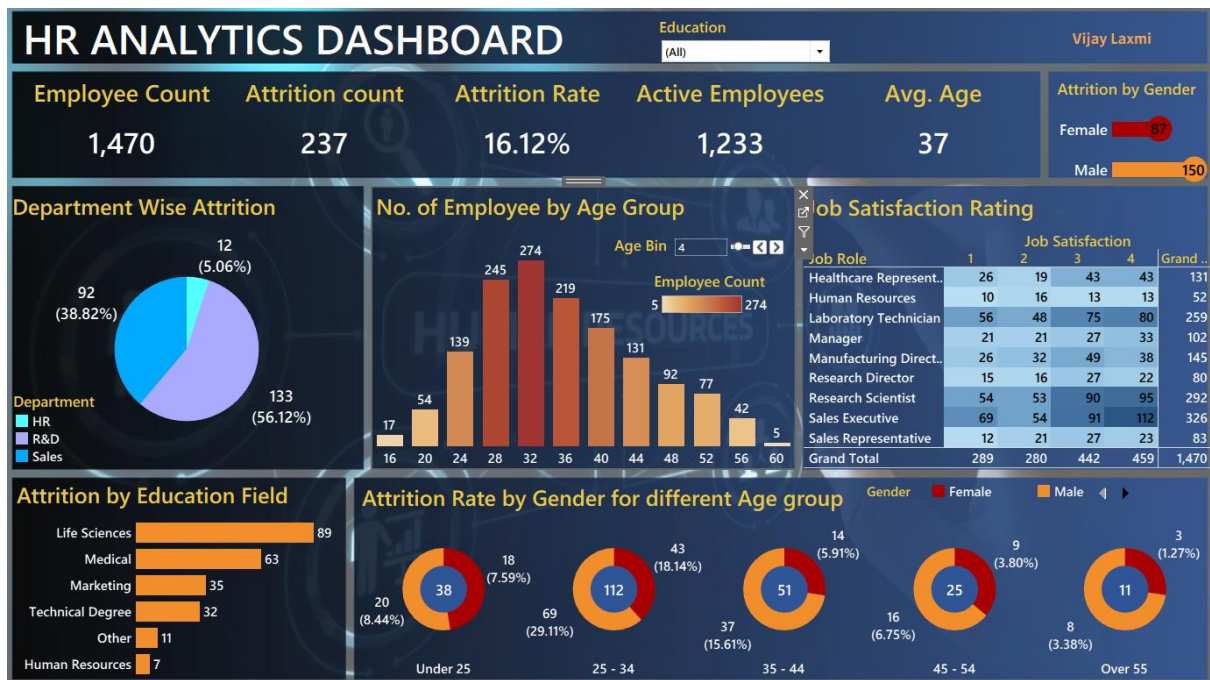 HR ANALYTICS DASHBOARD
Education
(All)
Vijay Laxmi
Employee Count Attrition count Attrition Rate Active Employees Avg. Age
1,470 237 16.12% 1,233 37
Attrition by Gender
Female 87
Male 150
Department Wise Attrition
12
(5.06%)
92
(38.82%)
133
(56.12%)
Department
HR
R&D
Sales
No. of Employee by Age Group
Age Bin 4
Employee Count
5 274
17 54 139 245 274 219 175 131 92 77 42 5
16 20 24 28 32 36 40 44 48 52 56 60
Job Satisfaction Rating
Job Satisfaction
Job Role 1 2 3 4 Grand ..
Healthcare Represent.. 26 19 43 43 131
Human Resources 10 16 13 13 52
Laboratory Technician 56 48 75 80 259
Manager 21 21 27 33 102
Manufacturing Direct.. 26 32 49 38 145
Research Director 15 16 27 22 80
Research Scientist 54 53 90 95 292
Sales Executive 69 54 91 112 326
Sales Representative 12 21 27 23 83
Grand Total 289 280 442 459 1,470
Attrition by Education Field
Life Sciences 89
Medical 63
Marketing 35
Technical Degree 32
Other 11
Human Resources 7
Attrition Rate by Gender for different Age group
Gender Female Male
18
(7.59%)
38
20
(8.44%)
Under 25
43
(18.14%)
112
69
(29.11%)
25 - 34
14
(5.91%)
51
37
(15.61%)
35 - 44
9
(3.80%)
25
16
(6.75%)
45 - 54
3
(1.27%)
11
8
(3.38%)
Over 55